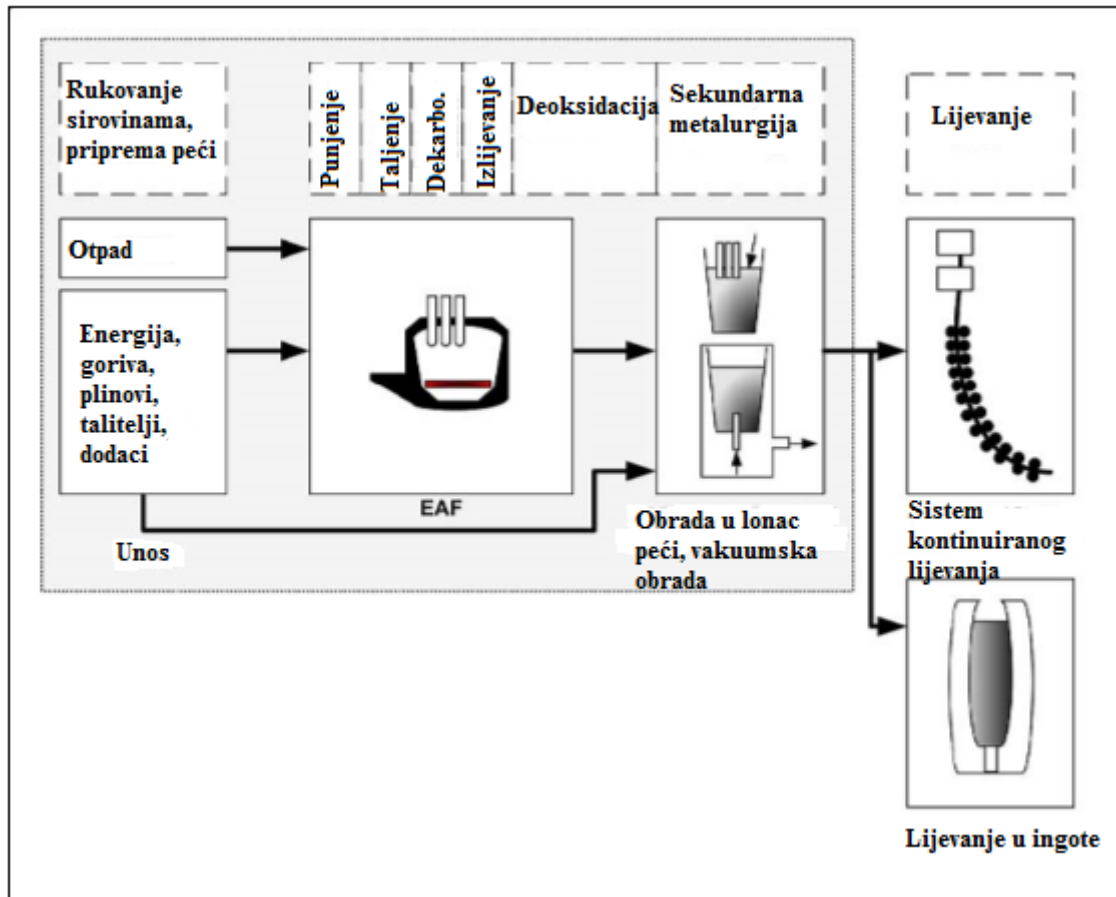 Rukovanje
sirovinama,
priprema peći
Punjenje
Taljenje
Dekarbo.
Izlijevanje
Deoksidacija
Sekundarna
metalurgija
Lijevanje
Otpad
Energija,
goriva,
plinovi,
talitelji,
dodaci
EAF
Unos
Obrada u lonac
peći, vakuumska
obrada
Sistem
kontinuiranog
lijevanja
Lijevanje u ingote